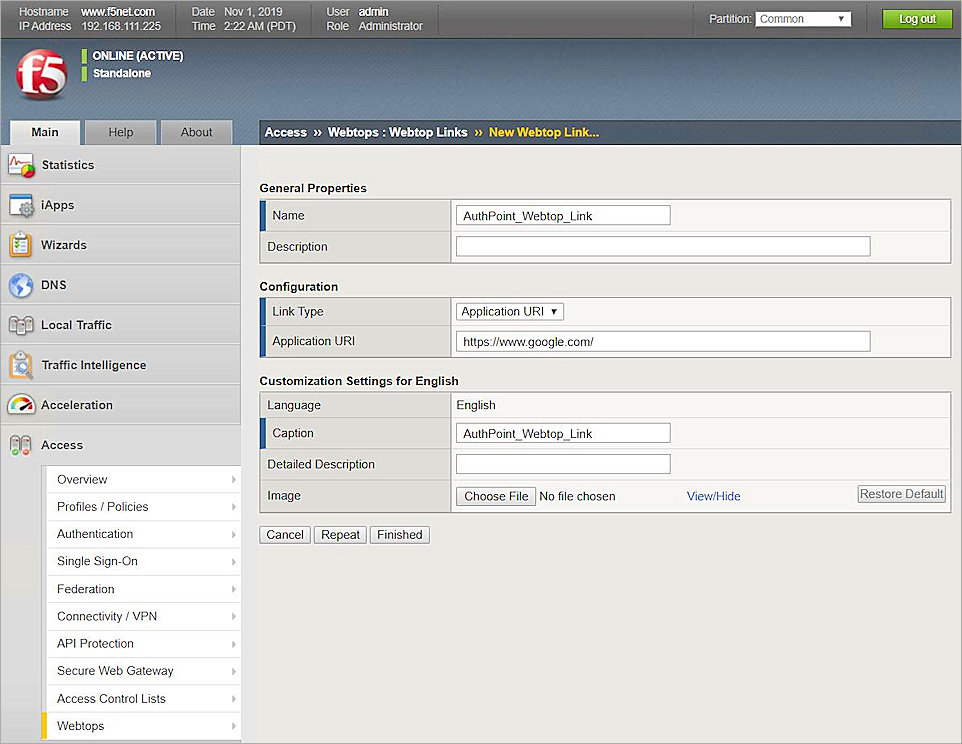 Hostname www.f5net.com Date Nov 1, 2019 User admin
IP Address 192.168.111.225 Time 2:22 AM (PDT) Role Administrator
Partition: Common Log out
f5
ONLINE (ACTIVE)
Standalone
Main Help About
Access »» Webtops : Webtop Links »» New Webtop Link...
Statistics
iApps
Wizards
DNS
Local Traffic
Traffic Intelligence
Acceleration
Access
Overview
Profiles / Policies
Authentication
Single Sign-On
Federation
Connectivity / VPN
API Protection
Secure Web Gateway
Access Control Lists
Webtops
General Properties
Name AuthPoint_Webtop_Link
Description
Configuration
Link Type Application URI
Application URI https://www.google.com/
Customization Settings for English
Language English
Caption AuthPoint_Webtop_Link
Detailed Description
Image Choose File No file chosen View/Hide Restore Default
Cancel Repeat Finished